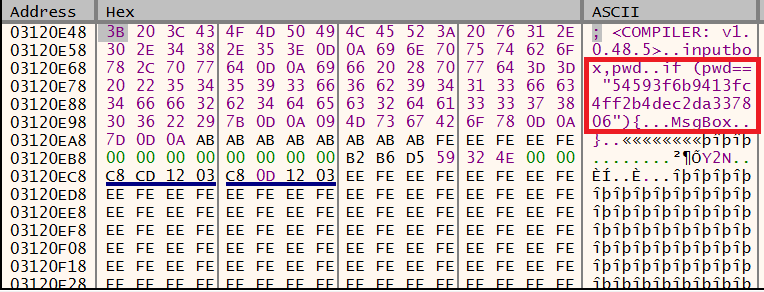 Address Hex ASCII
03120E48 3B 20 3C 43 4F 4D 50 49 4C 45 52 3A 20 76 31 2E ; <COMPILER: v1.
03120E58 30 2E 34 38 2E 35 3E 0D 0A 69 6E 70 75 74 62 6F 0.48.5>..inputbo
03120E68 78 2C 70 77 64 0D 0A 69 66 20 28 70 77 64 3D 3D x,pwd..if (pwd==
03120E78 20 22 35 34 35 39 33 66 36 62 39 34 31 33 66 63 "54593f6b9413fc
03120E88 34 66 66 32 62 34 64 65 63 32 64 61 33 33 37 38 4ff2b4dec2da3378
03120E98 30 36 22 29 7B 0D 0A 09 4D 73 67 42 6F 78 0D 0A 06"){...MsgBox..
03120EA8 7D 0D 0A AB AB AB AB AB AB AB AB FE EE FE EE FE }..««««««««þîþîþ
03120EB8 00 00 00 00 00 00 00 00 B2 B6 D5 59 32 4E 00 00 ........²¶ÕY2N..
03120EC8 C8 CD 12 03 C8 0D 12 03 EE FE EE FE EE FE EE FE ÈÍ..È...îþîþîþîþ
03120ED8 EE FE EE FE EE FE EE FE EE FE EE FE EE FE EE FE îþîþîþîþîþîþîþîþ
03120EE8 EE FE EE FE EE FE EE FE EE FE EE FE EE FE EE FE îþîþîþîþîþîþîþîþ
03120EF8 EE FE EE FE EE FE EE FE EE FE EE FE EE FE EE FE îþîþîþîþîþîþîþîþ
03120F08 EE FE EE FE EE FE EE FE EE FE EE FE EE FE EE FE îþîþîþîþîþîþîþîþ
03120F18 EE FE EE FE EE FE EE FE EE FE EE FE EE FE EE FE îþîþîþîþîþîþîþîþ
03120F28 EE FE EE FE EE FE EE FE EE FE EE FE EE FE EE FE îþîþîþîþîþîþîþîþ